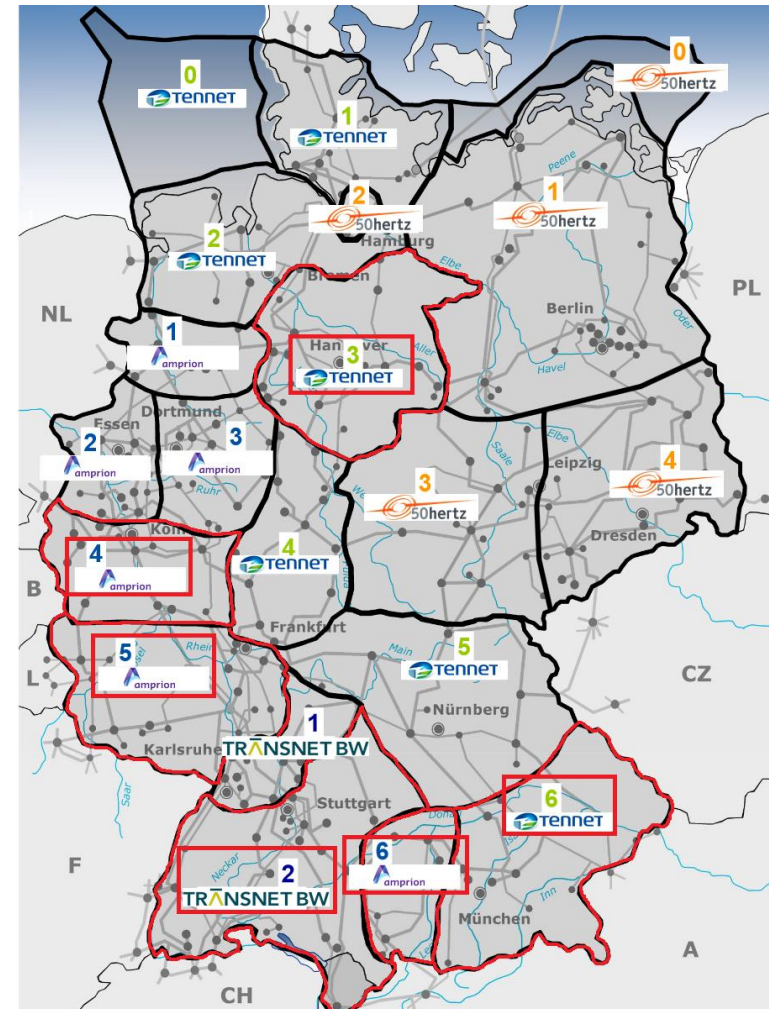 0
50hertz
0
TenneT
1
TenneT
2
50hertz
Hamburg
1
50hertz
Peene
2
TenneT
Bremen
Elbe
PL
NL
Oder
Berlin
1
amprion
Hannover
Aller
3
TenneT
Havel
Dortmund
Essen
2
amprion
3
amprion
Ruhr
Elbe
Saale
Leipzig
4
50hertz
3
50hertz
Dresden
Köln
4
amprion
4
TenneT
B
Frankfurt
5
amprion
Rhein
Main
5
TenneT
L
CZ
Nürnberg
1
TRANSNET BW
Karlsruhe
Saar
Stuttgart
6
TenneT
Donau
Isar
F
Neckar
2
TRANSNET BW
6
amprion
Inn
München
A
CH